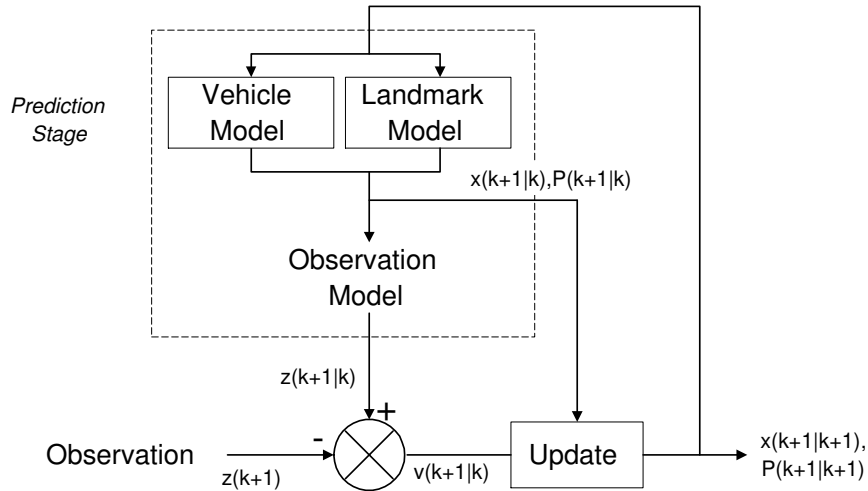 Prediction
Stage
Vehicle
Model
Landmark
Model
x(k+1|k),P(k+1|k)
Observation
Model
z(k+1|k)
+
-
Observation
z(k+1)
v(k+1|k)
Update
x(k+1|k+1),
P(k+1|k+1)